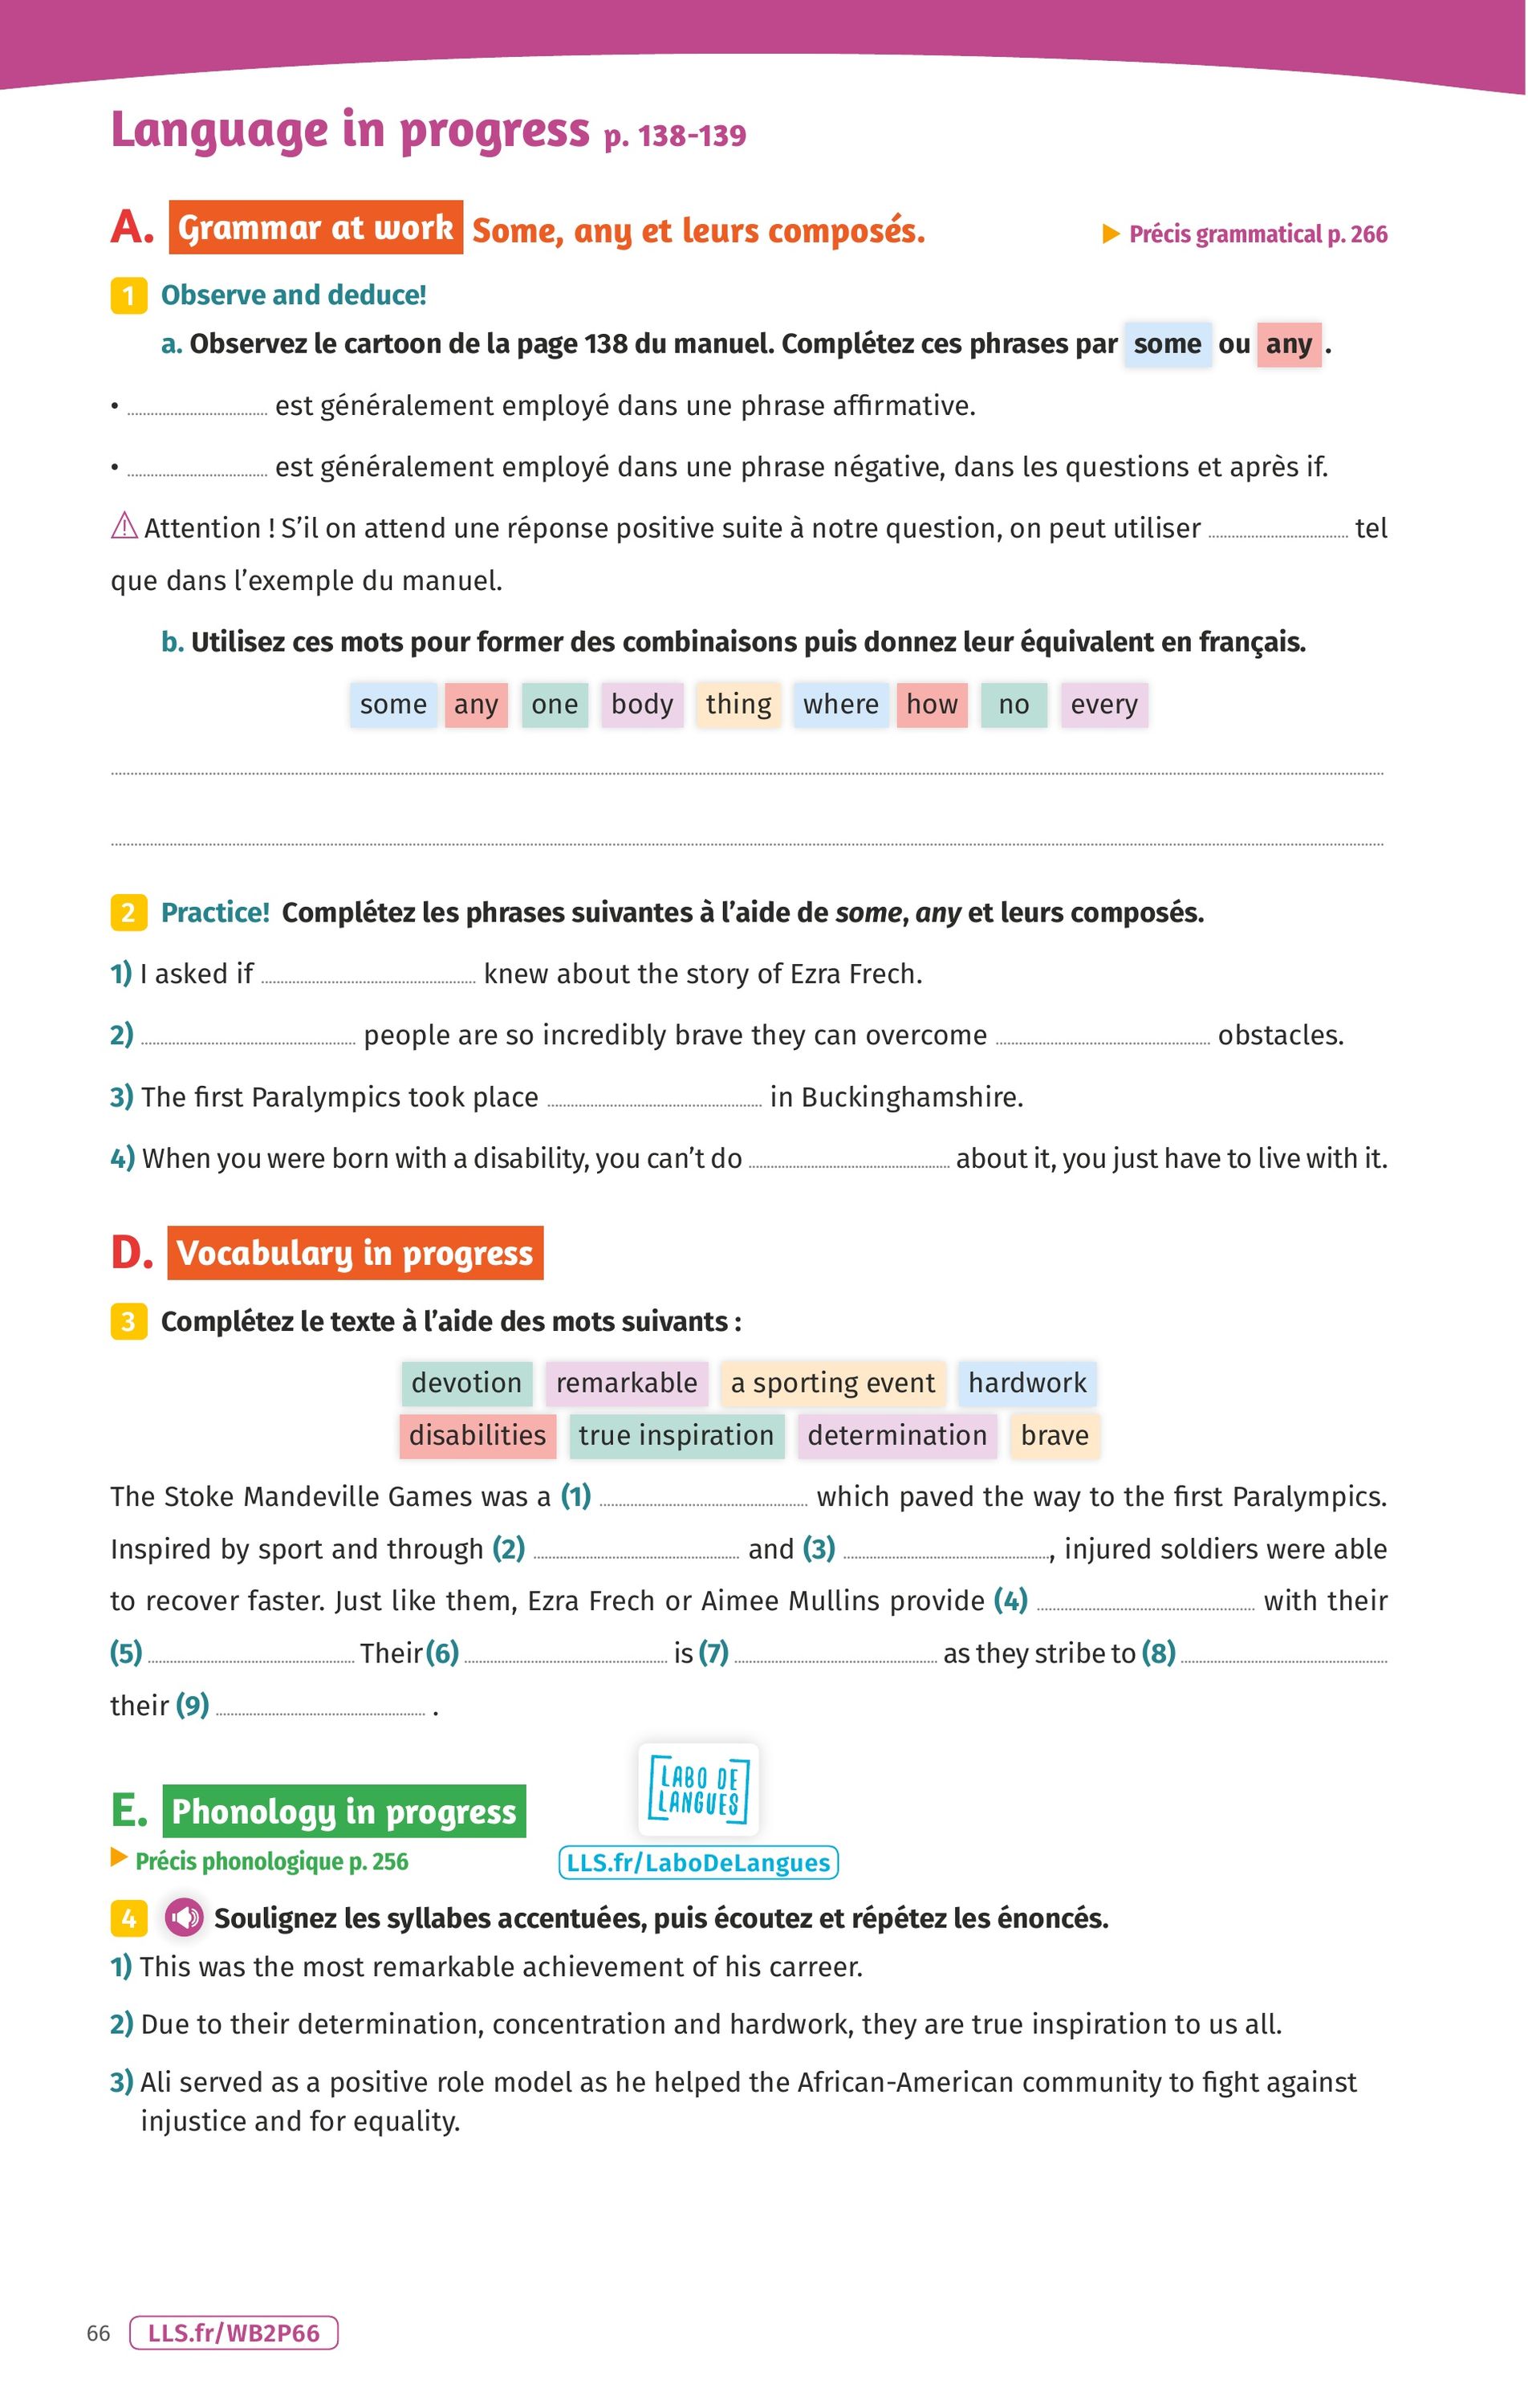 Language in progress p. 138-139
A. Grammar at work Some, any et leurs composés. ▶ Précis grammatical p. 266
1 Observe and deduce!
a. Observez le cartoon de la page 138 du manuel. Complétez ces phrases par some ou any .
• .................... est généralement employé dans une phrase affirmative.
• .................... est généralement employé dans une phrase négative, dans les questions et après if.
⚠ Attention ! S’il on attend une réponse positive suite à notre question, on peut utiliser .................... tel
que dans l’exemple du manuel.
b. Utilisez ces mots pour former des combinaisons puis donnez leur équivalent en français.
some any one body thing where how no every
2 Practice! Complétez les phrases suivantes à l’aide de some, any et leurs composés.
1) I asked if .................... knew about the story of Ezra Frech.
2) .................... people are so incredibly brave they can overcome .................... obstacles.
3) The first Paralympics took place .................... in Buckinghamshire.
4) When you were born with a disability, you can’t do .................... about it, you just have to live with it.
D. Vocabulary in progress
3 Complétez le texte à l’aide des mots suivants :
devotion remarkable a sporting event hardwork
disabilities true inspiration determination brave
The Stoke Mandeville Games was a (1) .................... which paved the way to the first Paralympics.
Inspired by sport and through (2) .................... and (3) ...................., injured soldiers were able
to recover faster. Just like them, Ezra Frech or Aimee Mullins provide (4) .................... with their
(5) .................... Their (6) .................... is (7) .................... as they stribe to (8) ....................
their (9) .................... .
LABO DE
LANGUES
E. Phonology in progress
▶ Précis phonologique p. 256
LLS.fr/LaboDeLangues
4 Soulignez les syllabes accentuées, puis écoutez et répétez les énoncés.
1) This was the most remarkable achievement of his carreer.
2) Due to their determination, concentration and hardwork, they are true inspiration to us all.
3) Ali served as a positive role model as he helped the African-American community to fight against
injustice and for equality.
66 LLS.fr/WB2P66